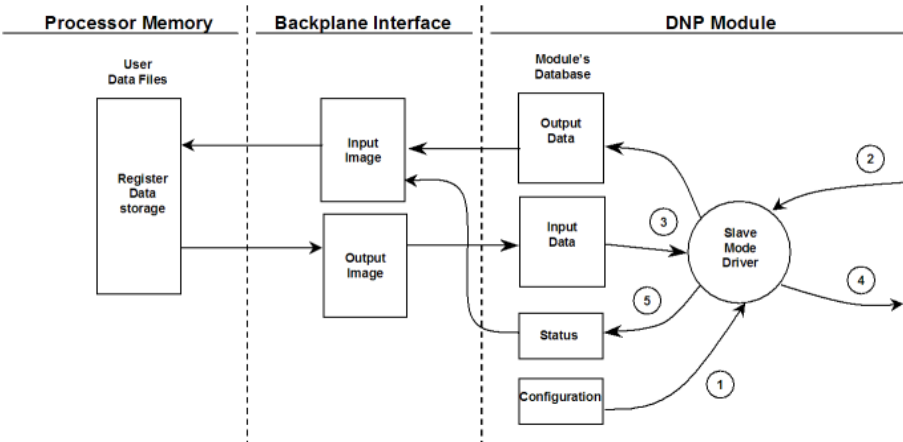 Processor Memory
Backplane Interface
DNP Module
User
Data Files
Register
Data
storage
Input
Image
Output
Image
Module's
Database
Output
Data
Input
Data
Status
Configuration
Slave
Mode
Driver
2
3
4
5
1